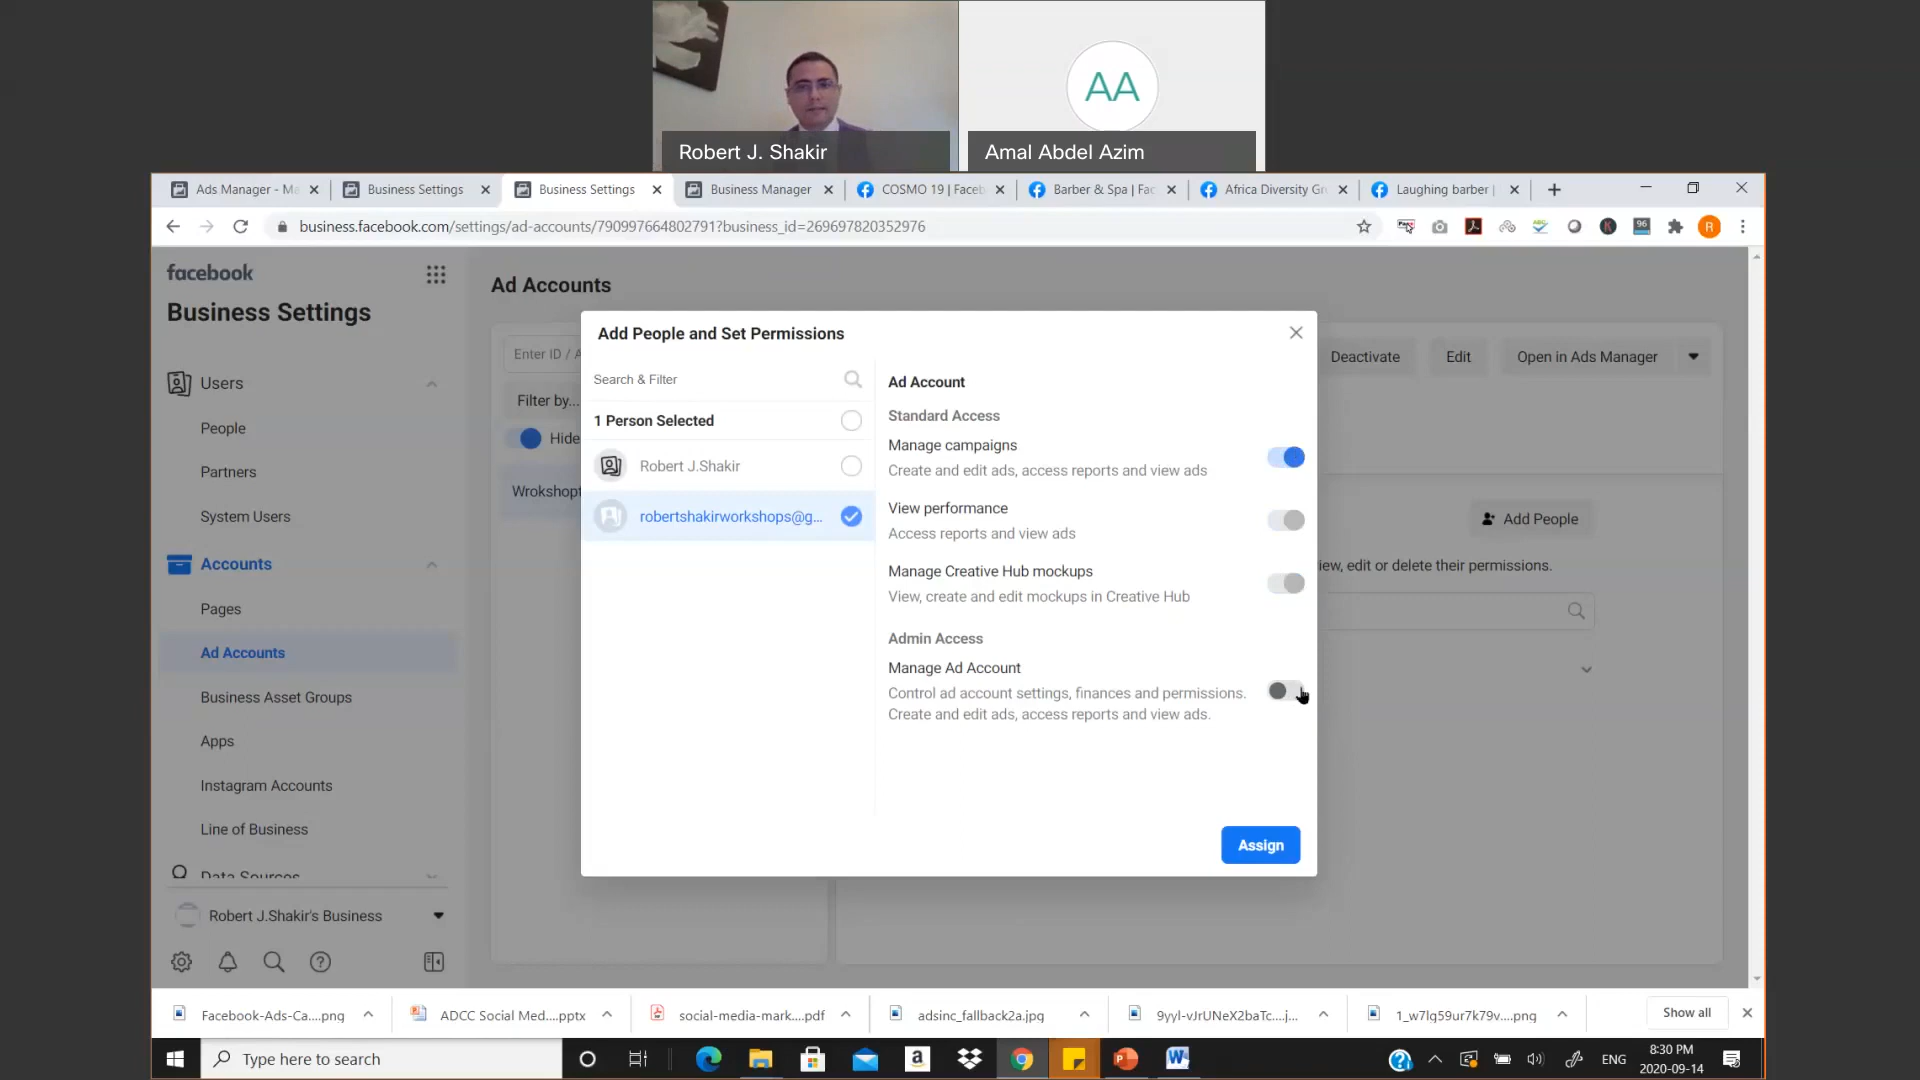 AA
Robert J. Shakir
Amal Abdel Azim
Ads Manager - Ma
Business Settings
Business Settings
Business Manager
COSMO 19 | Faceb
Barber & Spa | Fac
Africa Diversity Gr
Laughing barber |
business.facebook.com/settings/ad-accounts/790997664802791?business_id=269697820352976
96
R
facebook
Business Settings
Ad Accounts
Users
People
Partners
System Users
Accounts
Pages
Ad Accounts
Business Asset Groups
Apps
Instagram Accounts
Line of Business
Data Sources
Robert J.Shakir's Business
Enter ID / A
Filter by...
Hide
Wrokshopt
Deactivate
Edit
Open in Ads Manager
Add People
iew, edit or delete their permissions.
Add People and Set Permissions
Search & Filter
1 Person Selected
Robert J.Shakir
robertshakirworkshops@g...
Ad Account
Standard Access
Manage campaigns
Create and edit ads, access reports and view ads
View performance
Access reports and view ads
Manage Creative Hub mockups
View, create and edit mockups in Creative Hub
Admin Access
Manage Ad Account
Control ad account settings, finances and permissions.
Create and edit ads, access reports and view ads.
Assign
Facebook-Ads-Ca....png
ADCC Social Med....pptx
social-media-mark....pdf
adsinc_fallback2a.jpg
9yyl-vJrUNeX2baTc....j...
1_w7lg59ur7k79v....png
Show all
Type here to search
ENG
8:30 PM
2020-09-14